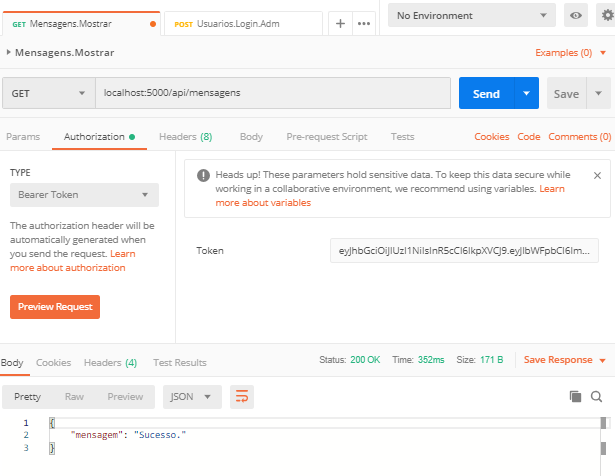 GET Mensagens.Mostrar
POST Usuarios.Login.Adm
No Environment
Mensagens.Mostrar
Examples (0)
GET
localhost:5000/api/mensagens
Send
Save
Params
Authorization
Headers (8)
Body
Pre-request Script
Tests
Cookies
Code
Comments (0)
TYPE
Bearer Token
The authorization header will be
automatically generated when
you send the request. Learn
more about authorization
Preview Request
Heads up! These parameters hold sensitive data. To keep this data secure while
working in a collaborative environment, we recommend using variables. Learn
more about variables
Token
eyJhbGciOiJIUzI1NiIsInR5cCI6IkpXVCJ9.eyJlbWFpbCI6Im...
Body
Cookies
Headers (4)
Test Results
Status: 200 OK
Time: 352ms
Size: 171 B
Save Response
Pretty
Raw
Preview
JSON
1 {
2 "mensagem": "Sucesso."
3 }